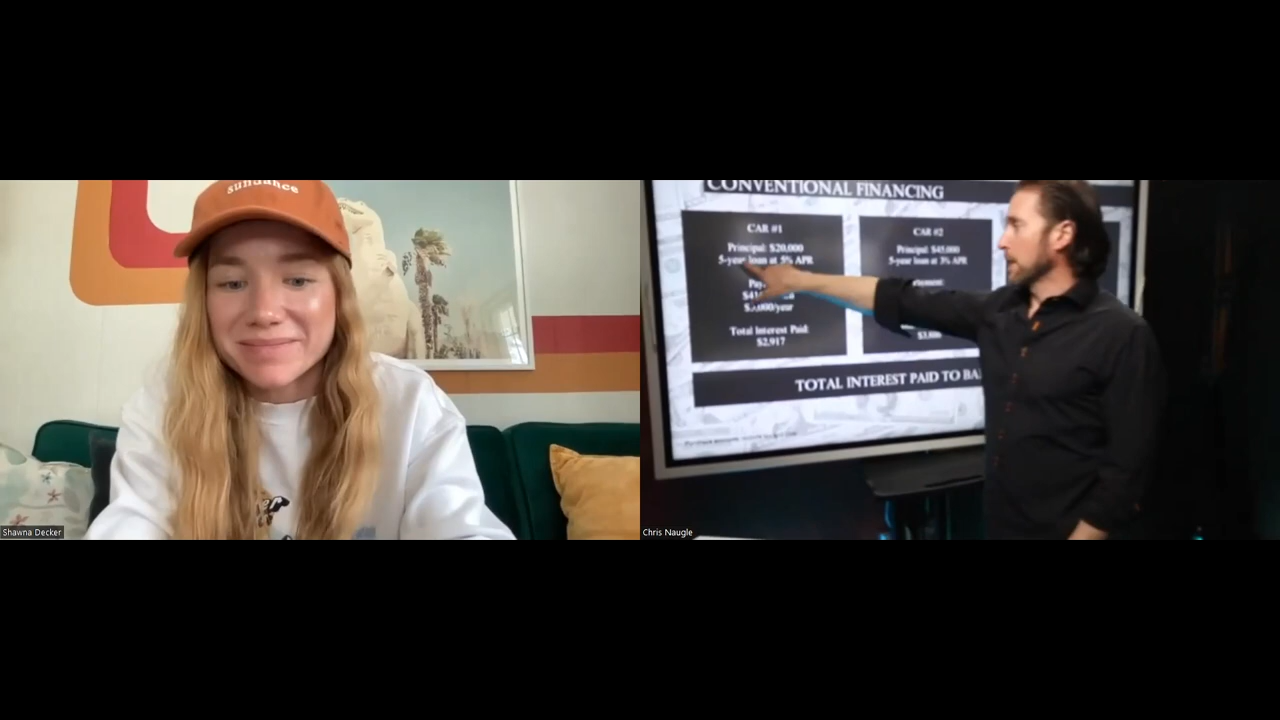 sundance
Shawna Decker
CONVENTIONAL FINANCING
CAR #1
Principal: $20,000
5-year loan at 5% APR
Total Interest Paid:
$2,917
CAR #2
Principal: $45,000
5-year loan at 3% APR
TOTAL INTEREST PAID TO
Chris Naugle